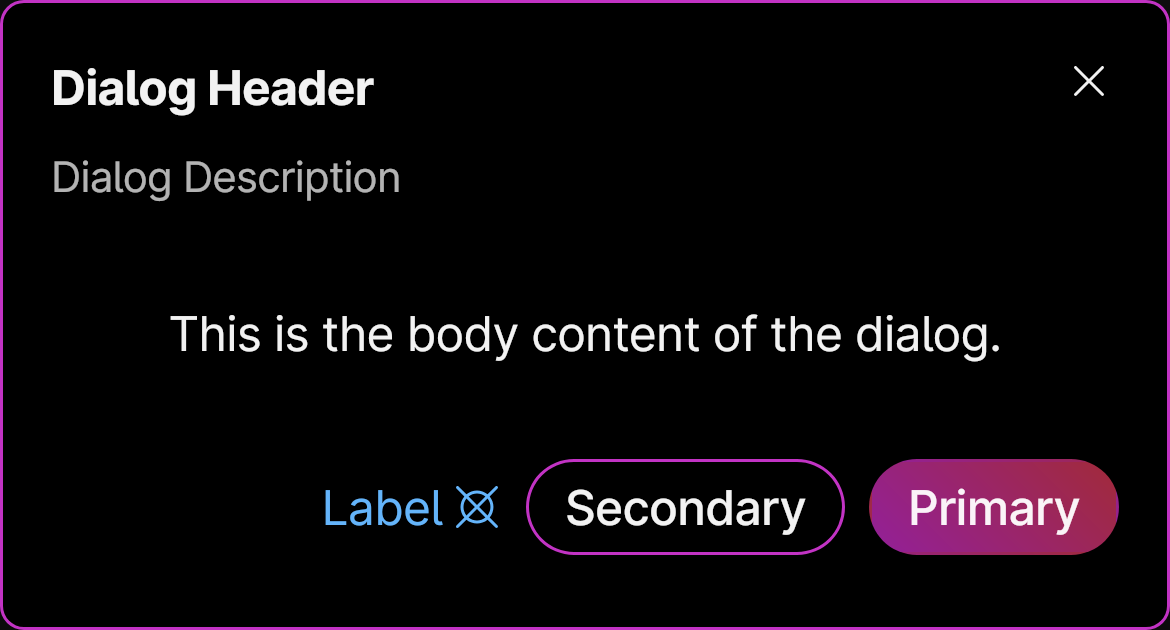 Dialog Header
Dialog Description
This is the body content of the dialog.
Label Secondary Primary